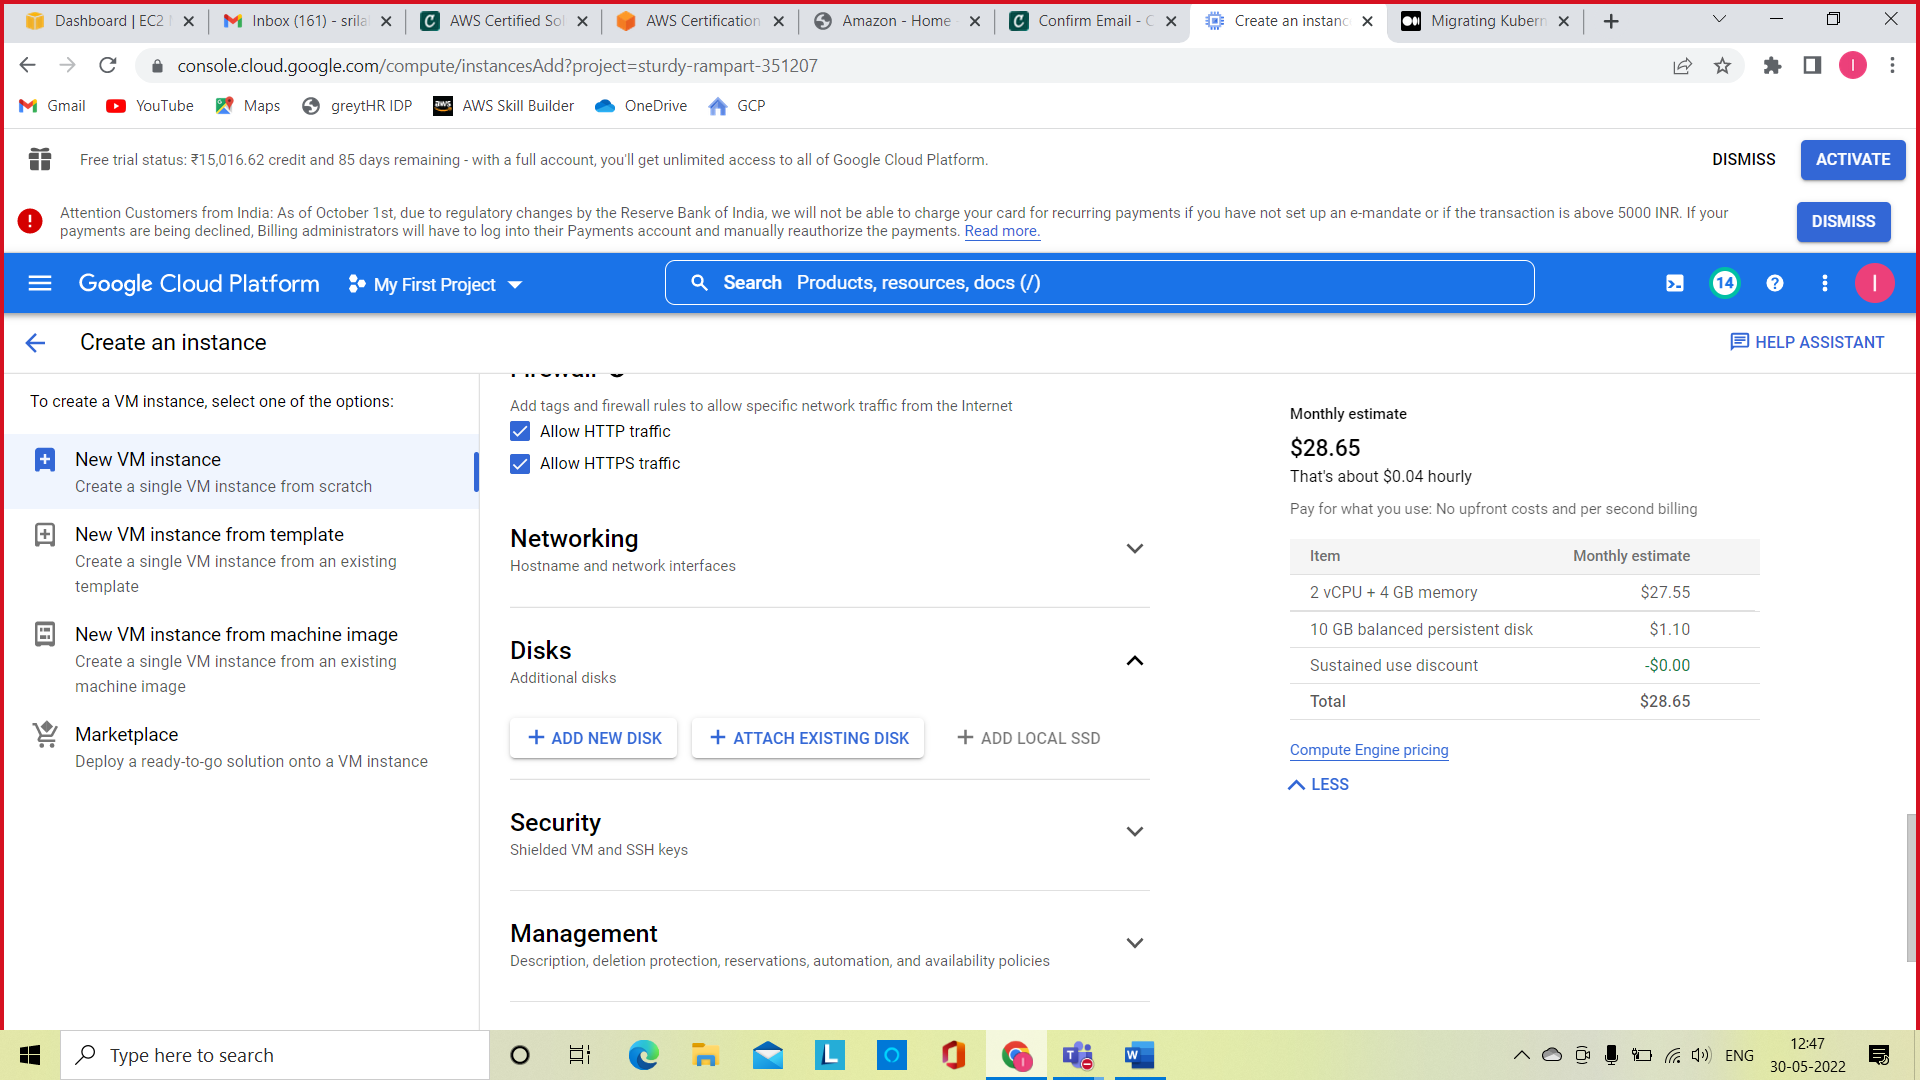 Dashboard | EC2
Inbox (161) - srila
AWS Certified Sol
AWS Certification
Amazon - Home
Confirm Email - C
Create an instanc
Migrating Kubern
console.cloud.google.com/compute/instancesAdd?project=sturdy-rampart-351207
I
Gmail
YouTube
Maps
greytHR IDP
aws
AWS Skill Builder
OneDrive
GCP
Free trial status: ₹15,016.62 credit and 85 days remaining - with a full account, you'll get unlimited access to all of Google Cloud Platform.
DISMISS
ACTIVATE
Attention Customers from India: As of October 1st, due to regulatory changes by the Reserve Bank of India, we will not be able to charge your card for recurring payments if you have not set up an e-mandate or if the transaction is above 5000 INR. If your
payments are being declined, Billing administrators will have to log into their Payments account and manually reauthorize the payments. Read more.
DISMISS
Google Cloud Platform
My First Project
Search Products, resources, docs (/)
14
I
Create an instance
HELP ASSISTANT
To create a VM instance, select one of the options:
New VM instance
Create a single VM instance from scratch
New VM instance from template
Create a single VM instance from an existing
template
New VM instance from machine image
Create a single VM instance from an existing
machine image
Marketplace
Deploy a ready-to-go solution onto a VM instance
Firewall
Add tags and firewall rules to allow specific network traffic from the Internet
Allow HTTP traffic
Allow HTTPS traffic
Networking
Hostname and network interfaces
Disks
Additional disks
+ ADD NEW DISK
+ ATTACH EXISTING DISK
+ ADD LOCAL SSD
Security
Shielded VM and SSH keys
Management
Description, deletion protection, reservations, automation, and availability policies
Monthly estimate
$28.65
That's about $0.04 hourly
Pay for what you use: No upfront costs and per second billing
Item Monthly estimate
2 vCPU + 4 GB memory $27.55
10 GB balanced persistent disk $1.10
Sustained use discount -$0.00
Total $28.65
Compute Engine pricing
LESS
Type here to search
L
I
T
W
ENG
12:47
30-05-2022